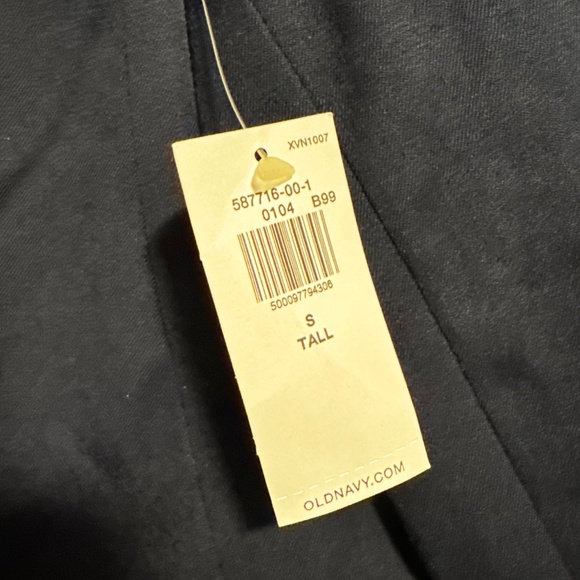 XVN1007
587716-00-1
0104 B99
500097794306
S
TALL
OLDNAVY.COM